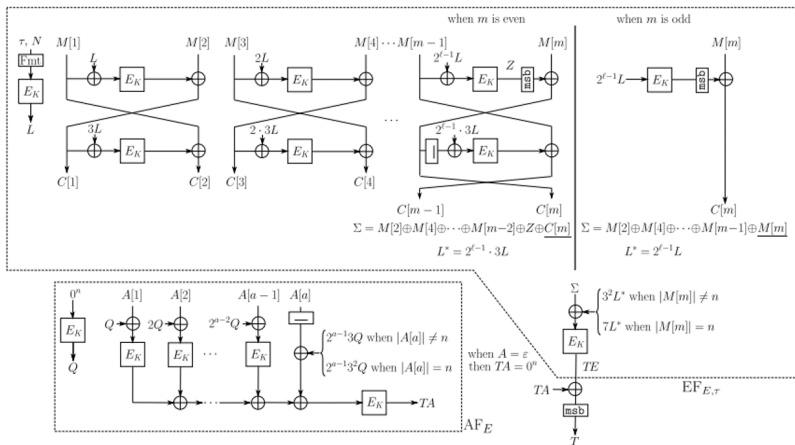 when m is even
when m is odd
τ, N
M[1]
M[2]
M[3]
M[4]⋯M[m−1]
M[m]
M[m]
Fmt
L
2L
2^{ℓ−1}L
Z
E_K
E_K
E_K
E_K
msb
2^{ℓ−1}L
E_K
msb
E_K
L
3L
2·3L
⋯
2^{ℓ−1}·3L
E_K
E_K
E_K
C[1]
C[2]
C[3]
C[4]
C[m−1]
C[m]
C[m]
Σ = M[2]⊕M[4]⊕⋯⊕M[m−2]⊕Z⊕C[m]
Σ = M[2]⊕M[4]⊕⋯⊕M[m−1]⊕M[m]
L* = 2^{ℓ−1}·3L
L* = 2^{ℓ−1}L
0^n
A[1]
A[2]
A[a−1]
A[a]
Σ
E_K
Q
Q
2Q
2^{a−2}Q
E_K
E_K
⋯
E_K
2^{a−1}3Q when |A[a]| ≠ n
2^{a−1}3^2Q when |A[a]| = n
3^2L* when |M[m]| ≠ n
7L* when |M[m]| = n
E_K
when A = ε
then TA = 0^n
TE
⋯
E_K
TA
TA
EF_{E,τ}
AF_E
msb
T